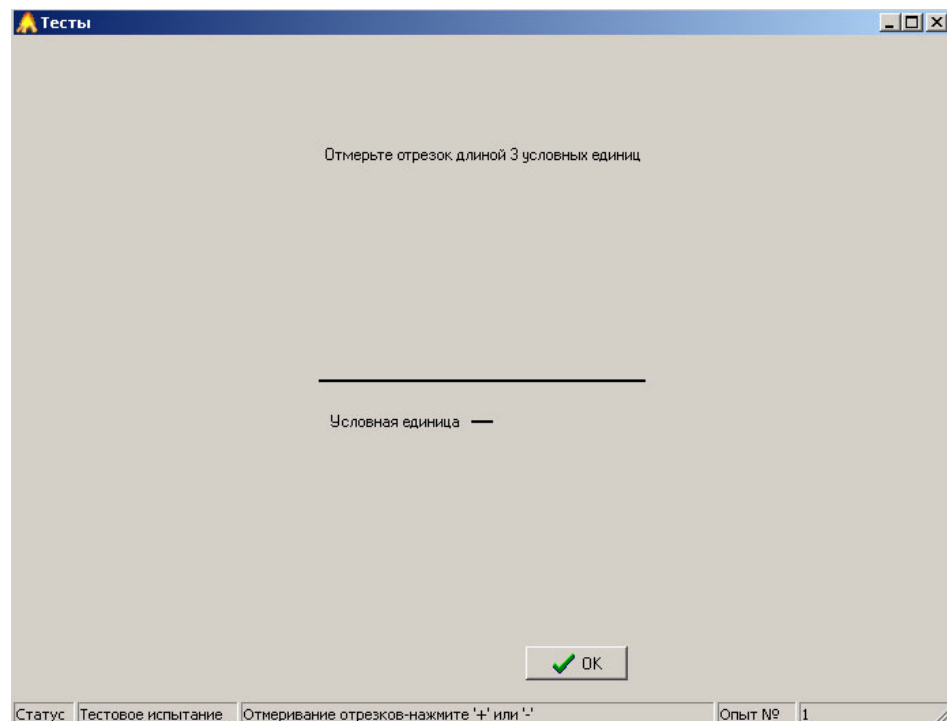 Тесты
Отмерьте отрезок длиной 3 условных единиц
Условная единица
OK
Статус Тестовое испытание Отмеривание отрезков-нажмите '+' или '-' Опыт № 1